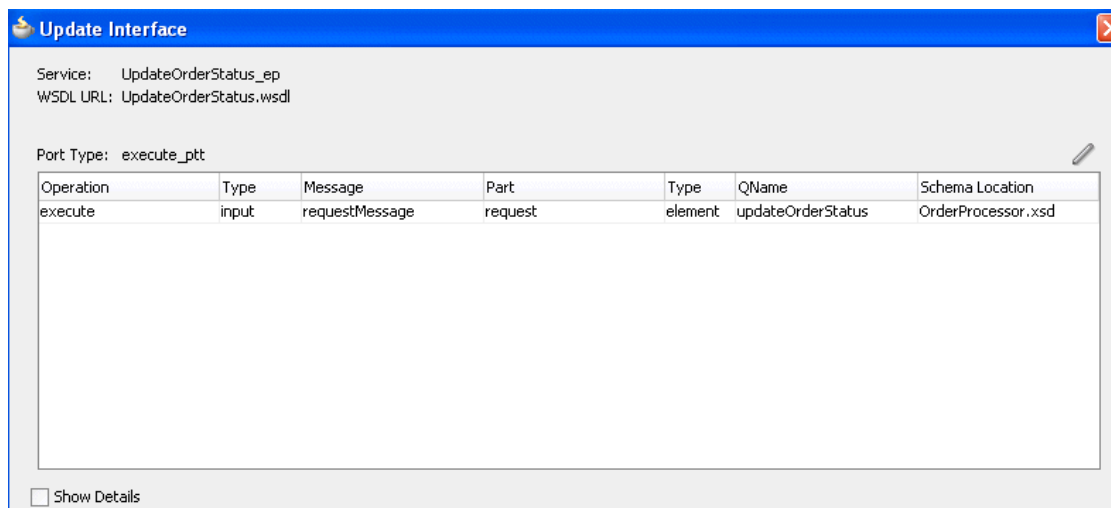 Update Interface
Service: UpdateOrderStatus_ep
WSDL URL: UpdateOrderStatus.wsdl
Port Type: execute_ptt
Operation Type Message Part Type QName Schema Location
execute input requestMessage request element updateOrderStatus OrderProcessor.xsd
Show Details